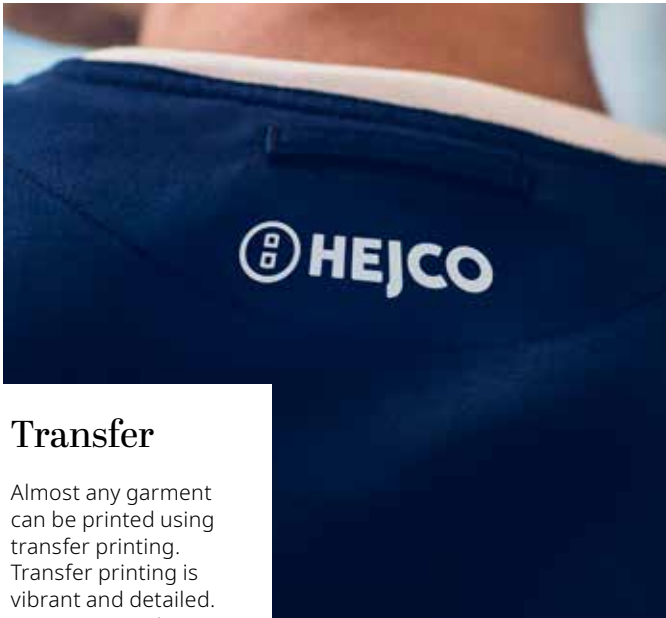 HEJCO
Transfer
Almost any garment
can be printed using
transfer printing.
Transfer printing is
vibrant and detailed.